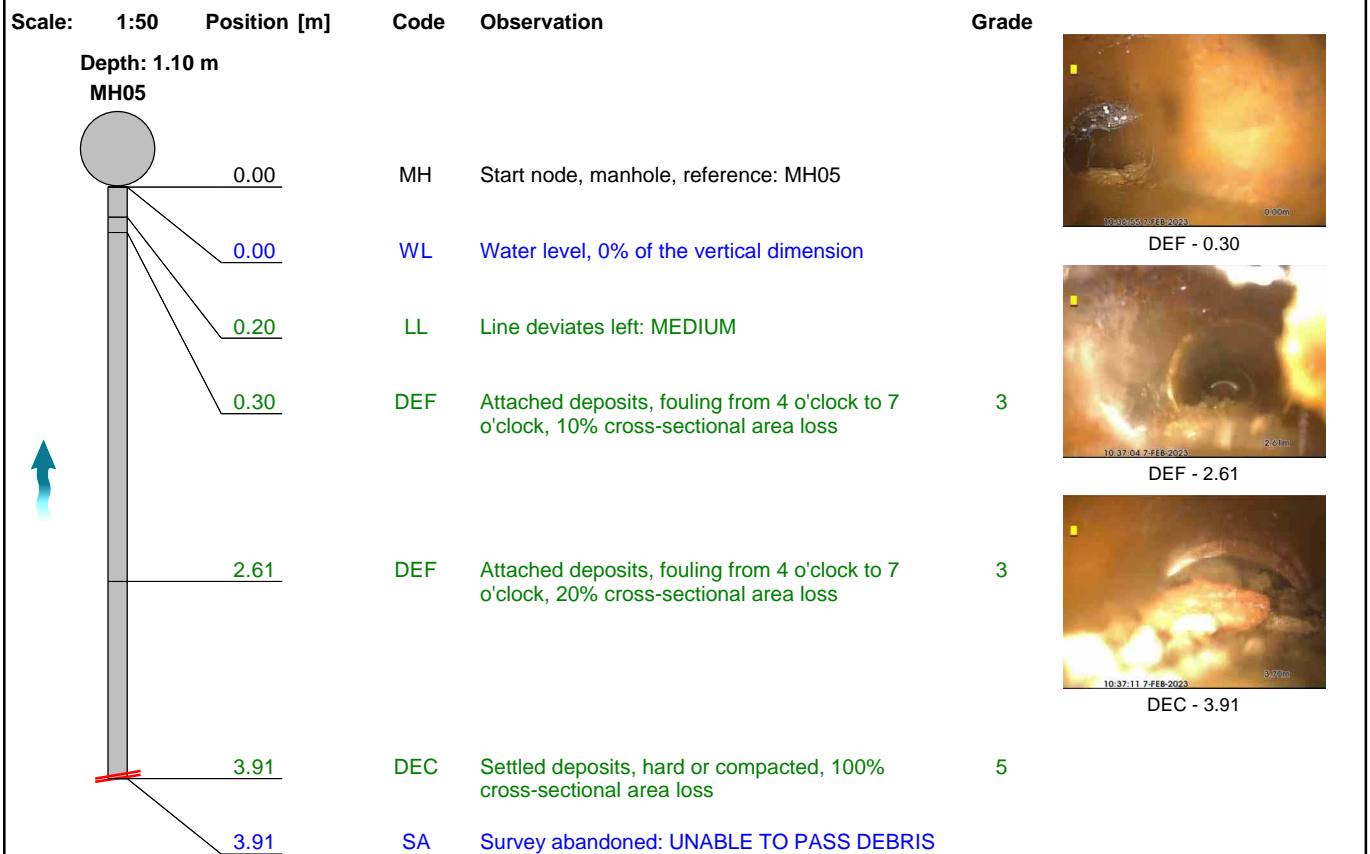 Scale: 1:50 Position [m] Code Observation Grade
Depth: 1.10 m
MH05
0.00 MH Start node, manhole, reference: MH05
0.00 WL Water level, 0% of the vertical dimension
0.20 LL Line deviates left: MEDIUM
0.30 DEF Attached deposits, fouling from 4 o'clock to 7 3
o'clock, 10% cross-sectional area loss
2.61 DEF Attached deposits, fouling from 4 o'clock to 7 3
o'clock, 20% cross-sectional area loss
3.91 DEC Settled deposits, hard or compacted, 100% 5
cross-sectional area loss
3.91 SA Survey abandoned: UNABLE TO PASS DEBRIS
10:36:55 7-FEB-2023 0.00m
DEF - 0.30
10:37:04 7-FEB-2023 2.61m
DEF - 2.61
10:37:11 7-FEB-2023 3.70m
DEC - 3.91